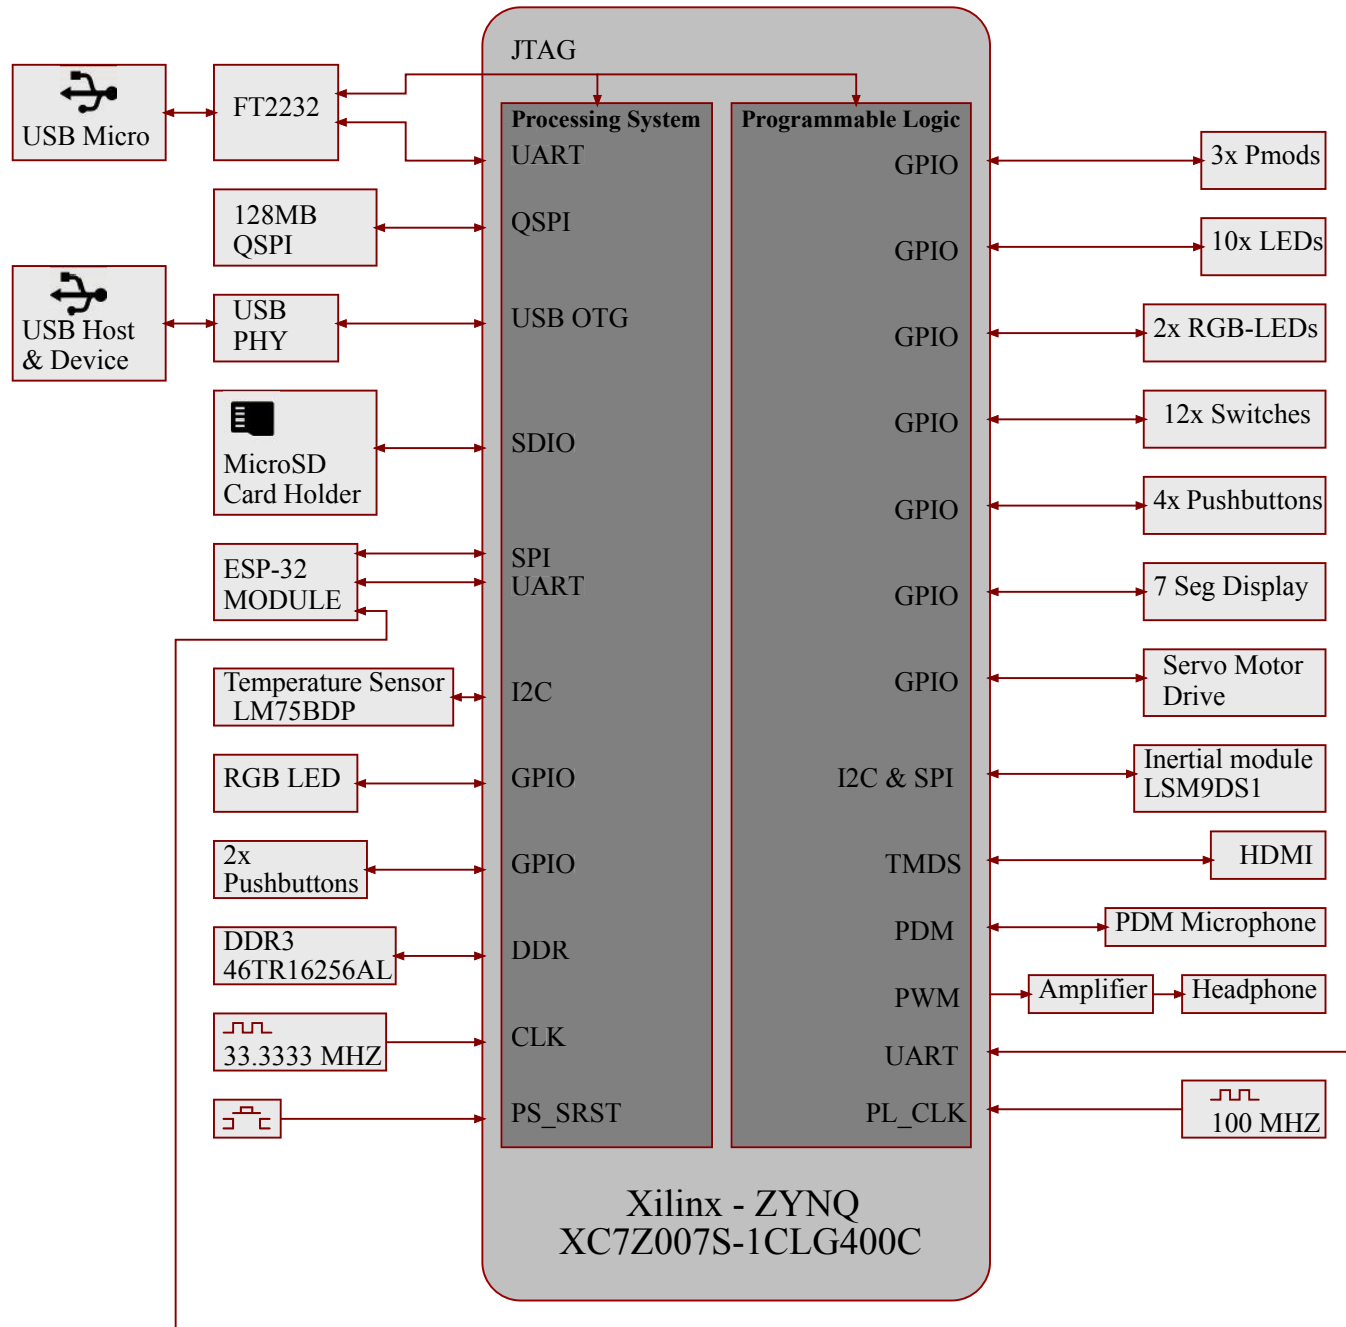 JTAG
USB Micro
FT2232
Processing System
Programmable Logic
UART
GPIO
3x Pmods
128MB
QSPI
QSPI
GPIO
10x LEDs
USB Host
& Device
USB
PHY
USB OTG
GPIO
2x RGB-LEDs
MicroSD
Card Holder
SDIO
GPIO
12x Switches
GPIO
4x Pushbuttons
ESP-32
MODULE
SPI
UART
GPIO
7 Seg Display
Temperature Sensor
LM75BDP
I2C
GPIO
Servo Motor
Drive
RGB LED
GPIO
I2C & SPI
Inertial module
LSM9DS1
2x
Pushbuttons
GPIO
TMDS
HDMI
DDR3
46TR16256AL
DDR
PDM
PDM Microphone
PWM
Amplifier
Headphone
33.3333 MHZ
CLK
UART
PS_SRST
PL_CLK
100 MHZ
Xilinx - ZYNQ
XC7Z007S-1CLG400C